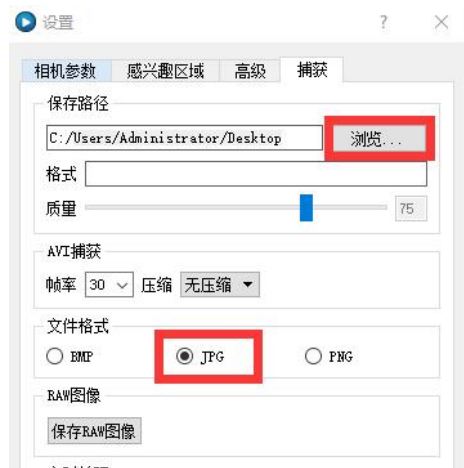 设置 ?
相机参数 感兴趣区域 高级 捕获
保存路径
C:/Users/Administrator/Desktop 浏览...
格式
质量 75
AVI捕获
帧率 30 压缩 无压缩
文件格式
BMP JPG PNG
RAW图像
保存RAW图像